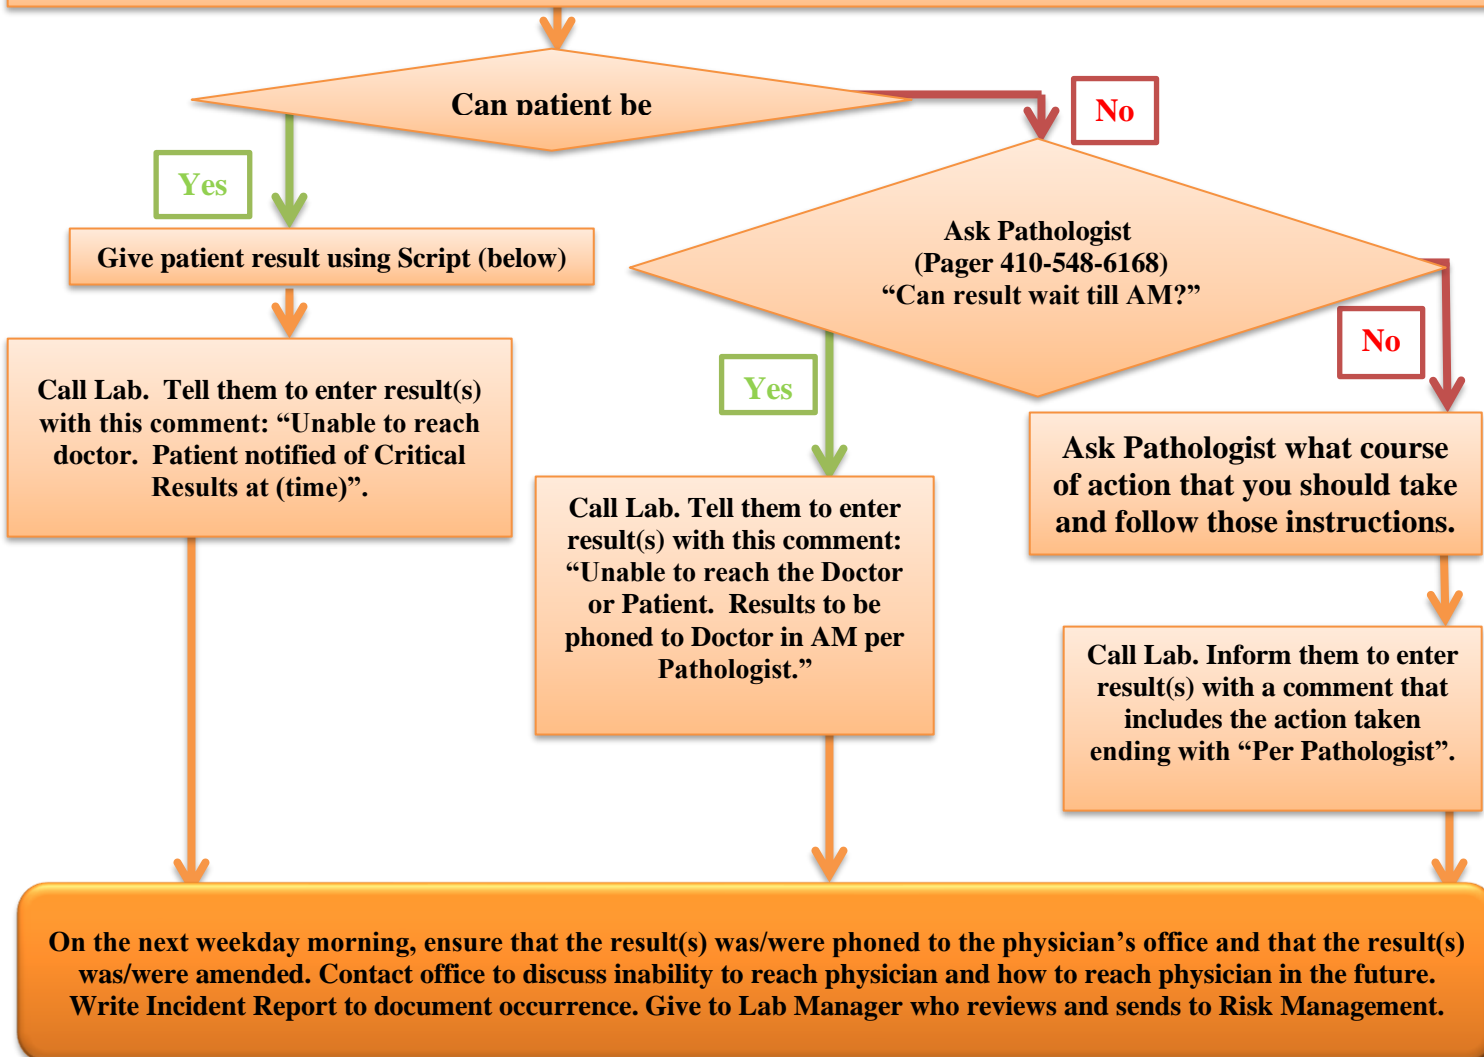 Can patient be
No
Yes
Give patient result using Script (below)
Ask Pathologist
(Pager 410-548-6168)
“Can result wait till AM?”
No
Yes
Call Lab. Tell them to enter result(s)
with this comment: “Unable to reach
doctor. Patient notified of Critical
Results at (time)”.
Call Lab. Tell them to enter
result(s) with this comment:
“Unable to reach the Doctor
or Patient. Results to be
phoned to Doctor in AM per
Pathologist.”
Ask Pathologist what course
of action that you should take
and follow those instructions.
Call Lab. Inform them to enter
result(s) with a comment that
includes the action taken
ending with “Per Pathologist”.
On the next weekday morning, ensure that the result(s) was/were phoned to the physician’s office and that the result(s)
was/were amended. Contact office to discuss inability to reach physician and how to reach physician in the future.
Write Incident Report to document occurrence. Give to Lab Manager who reviews and sends to Risk Management.